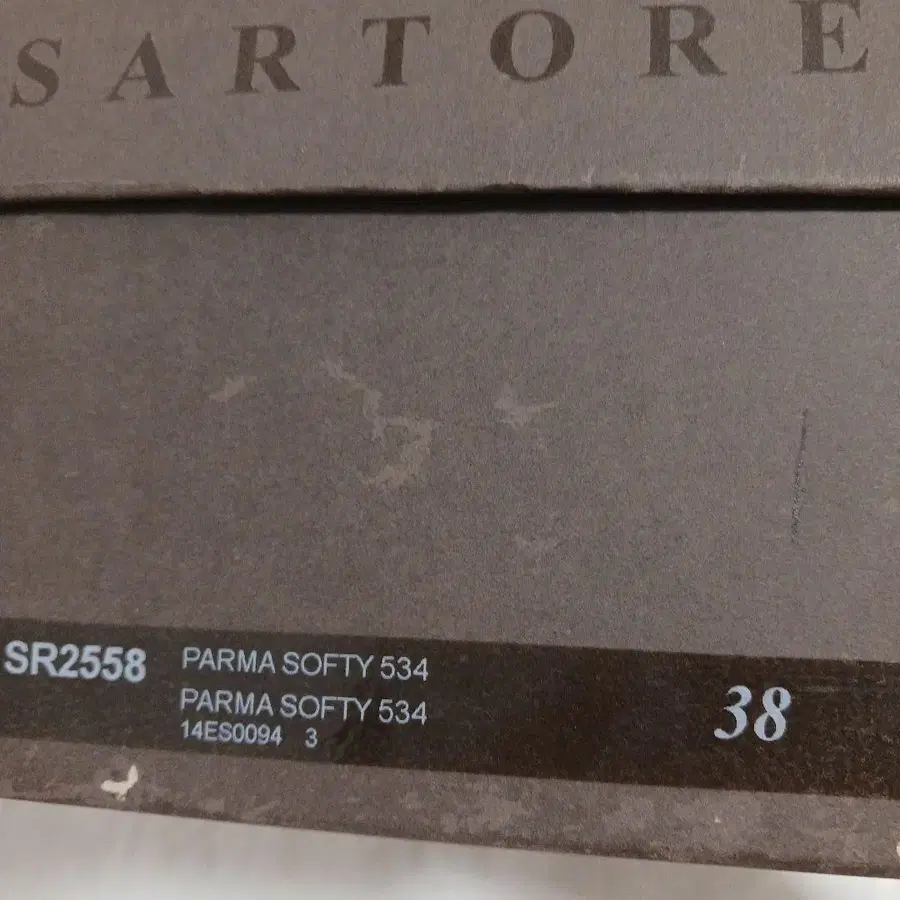 SARTORE
SR2558 PARMA SOFTY 534
PARMA SOFTY 534
14ES0094 3
38